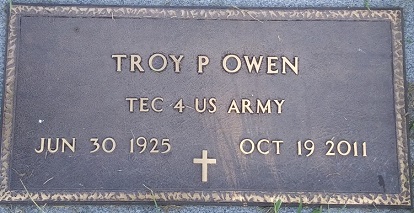 TROY P OWEN
TEC 4 US ARMY
JUN 30 1925 OCT 19 2011